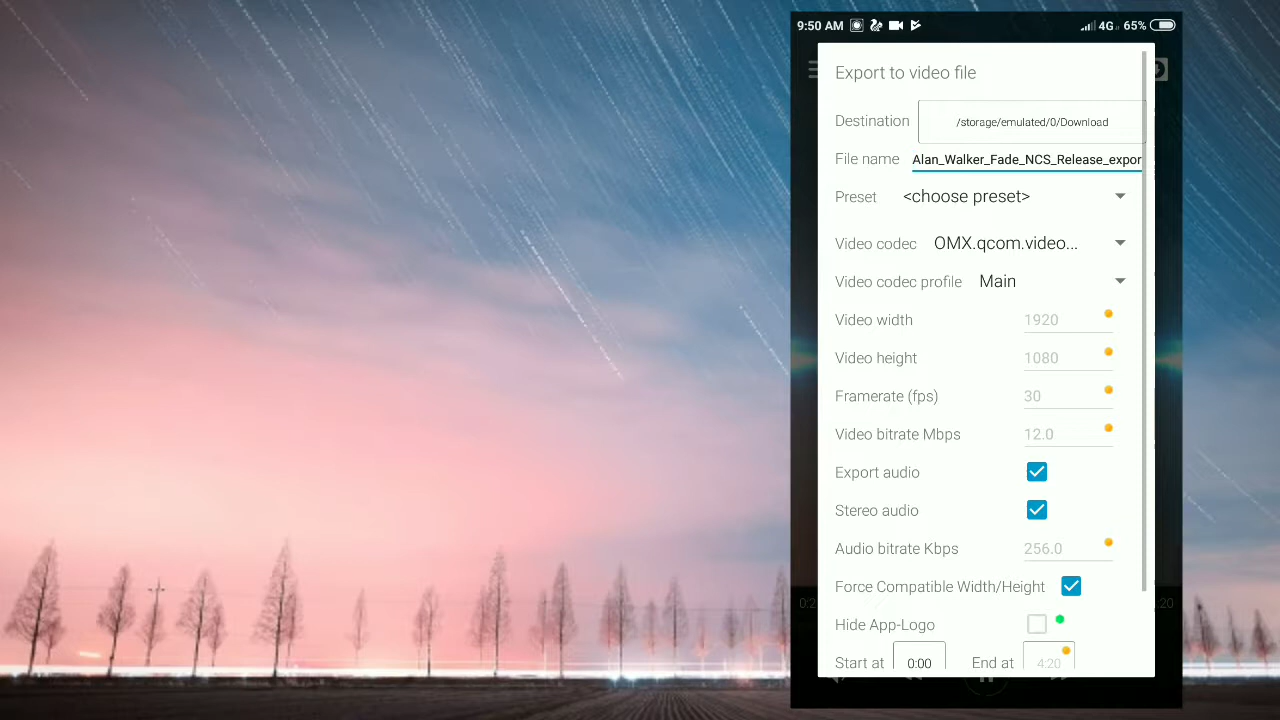 9:50 AM 4G 65%
Export to video file
Destination /storage/emulated/0/Download
File name Alan_Walker_Fade_NCS_Release_expor
Preset <choose preset>
Video codec OMX.qcom.video...
Video codec profile Main
Video width 1920
Video height 1080
Framerate (fps) 30
Video bitrate Mbps 12.0
Export audio
Stereo audio
Audio bitrate Kbps 256.0
Force Compatible Width/Height
Hide App-Logo
Start at 0:00 End at 4:20